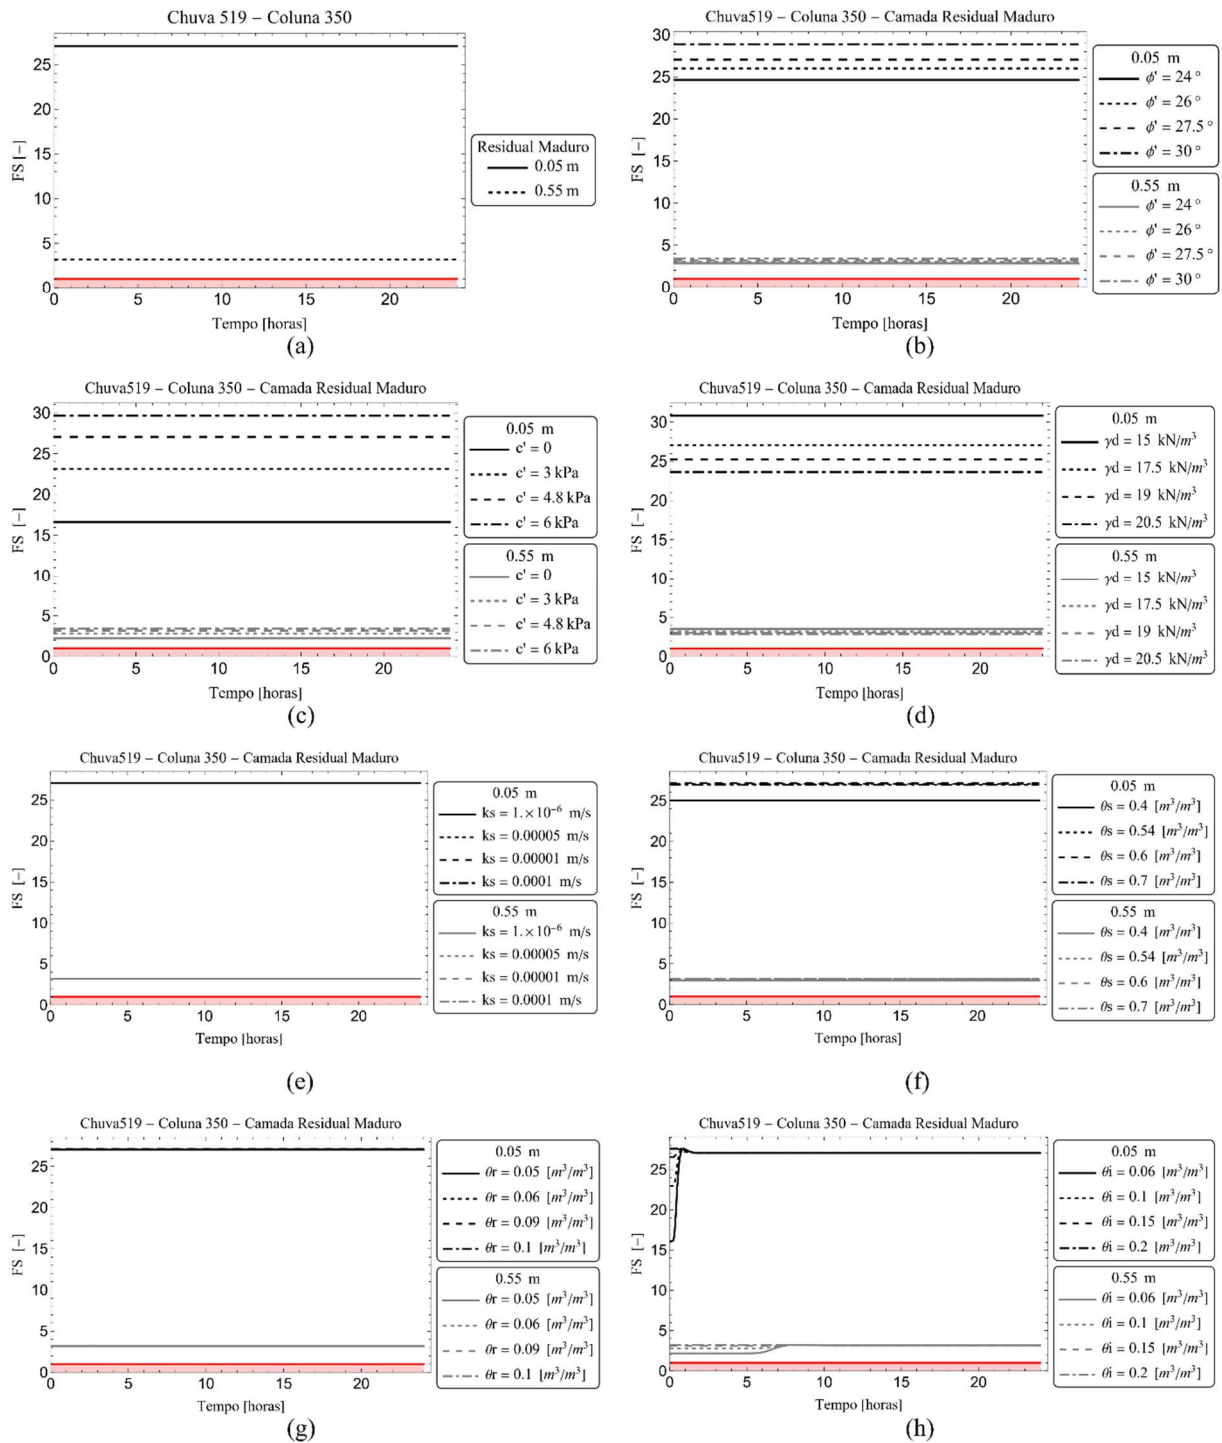 Chuva 519 – Coluna 350
FS [−]
25
20
15
10
5
0
0 5 10 15 20
Tempo [horas]
Residual Maduro
0.05 m
0.55 m
(a)
Chuva519 – Coluna 350 – Camada Residual Maduro
FS [−]
30
25
20
15
10
5
0
0 5 10 15 20
Tempo [horas]
0.05 m
ϕ' = 24 °
ϕ' = 26 °
ϕ' = 27.5 °
ϕ' = 30 °
0.55 m
ϕ' = 24 °
ϕ' = 26 °
ϕ' = 27.5 °
ϕ' = 30 °
(b)
Chuva519 – Coluna 350 – Camada Residual Maduro
FS [−]
30
25
20
15
10
5
0
0 5 10 15 20
Tempo [horas]
0.05 m
c' = 0
c' = 3 kPa
c' = 4.8 kPa
c' = 6 kPa
0.55 m
c' = 0
c' = 3 kPa
c' = 4.8 kPa
c' = 6 kPa
(c)
Chuva519 – Coluna 350 – Camada Residual Maduro
FS [−]
30
25
20
15
10
5
0
0 5 10 15 20
Tempo [horas]
0.05 m
γd = 15 kN/m³
γd = 17.5 kN/m³
γd = 19 kN/m³
γd = 20.5 kN/m³
0.55 m
γd = 15 kN/m³
γd = 17.5 kN/m³
γd = 19 kN/m³
γd = 20.5 kN/m³
(d)
Chuva519 – Coluna 350 – Camada Residual Maduro
FS [−]
25
20
15
10
5
0
0 5 10 15 20
Tempo [horas]
0.05 m
ks = 1.×10⁻⁶ m/s
ks = 0.00005 m/s
ks = 0.00001 m/s
ks = 0.0001 m/s
0.55 m
ks = 1.×10⁻⁶ m/s
ks = 0.00005 m/s
ks = 0.00001 m/s
ks = 0.0001 m/s
(e)
Chuva519 – Coluna 350 – Camada Residual Maduro
FS [−]
25
20
15
10
5
0
0 5 10 15 20
Tempo [horas]
0.05 m
θs = 0.4 [m³/m³]
θs = 0.54 [m³/m³]
θs = 0.6 [m³/m³]
θs = 0.7 [m³/m³]
0.55 m
θs = 0.4 [m³/m³]
θs = 0.54 [m³/m³]
θs = 0.6 [m³/m³]
θs = 0.7 [m³/m³]
(f)
Chuva519 – Coluna 350 – Camada Residual Maduro
FS [−]
25
20
15
10
5
0
0 5 10 15 20
Tempo [horas]
0.05 m
θr = 0.05 [m³/m³]
θr = 0.06 [m³/m³]
θr = 0.09 [m³/m³]
θr = 0.1 [m³/m³]
0.55 m
θr = 0.05 [m³/m³]
θr = 0.06 [m³/m³]
θr = 0.09 [m³/m³]
θr = 0.1 [m³/m³]
(g)
Chuva519 – Coluna 350 – Camada Residual Maduro
FS [−]
25
20
15
10
5
0
0 5 10 15 20
Tempo [horas]
0.05 m
θi = 0.06 [m³/m³]
θi = 0.1 [m³/m³]
θi = 0.15 [m³/m³]
θi = 0.2 [m³/m³]
0.55 m
θi = 0.06 [m³/m³]
θi = 0.1 [m³/m³]
θi = 0.15 [m³/m³]
θi = 0.2 [m³/m³]
(h)